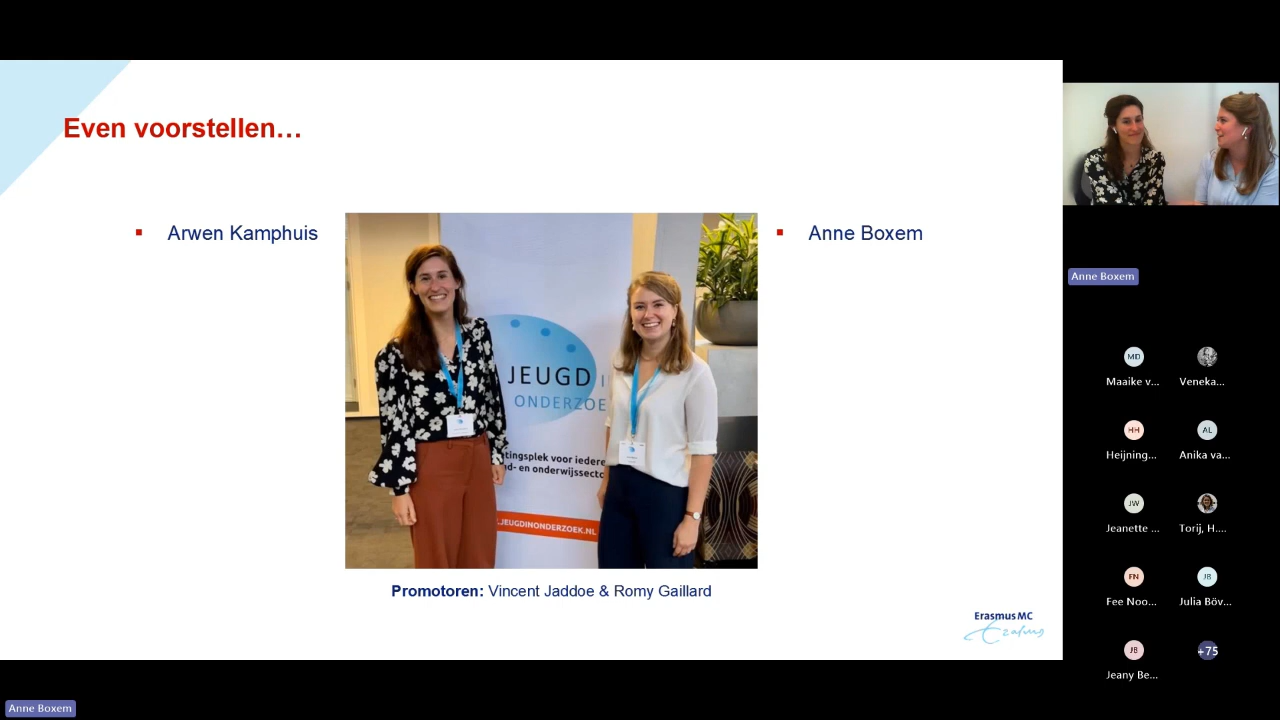 Even voorstellen…
Arwen Kamphuis
Anne Boxem
JEUGD
ONDERZOE
tingsplek voor iedere
nd- en onderwijssecto
.JEUGDINONDERZOEK.NL
Promotoren: Vincent Jaddoe & Romy Gaillard
Erasmus MC
Erasmus
Anne Boxem
MD
Maaike v...
Veneka...
HH
Heijning...
AL
Anika va...
JW
Jeanette ...
Torij, H....
FN
Fee Noo...
JB
Julia Böv...
JB
Jeany Be...
+75
Anne Boxem